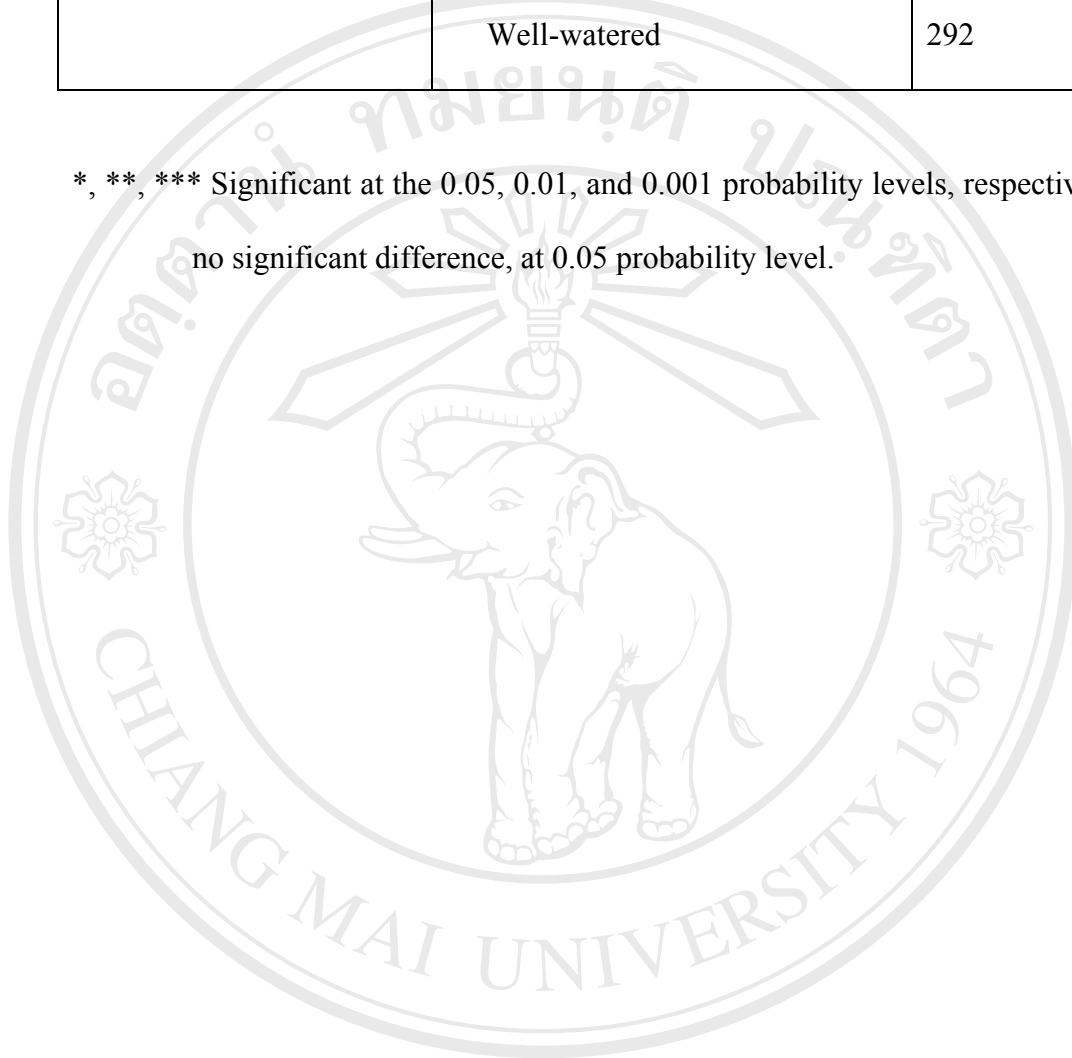 Well-watered 292
*, **, *** Significant at the 0.05, 0.01, and 0.001 probability levels, respectiv
no significant difference, at 0.05 probability level.
CHIANG MAI UNIVERSITY 1964